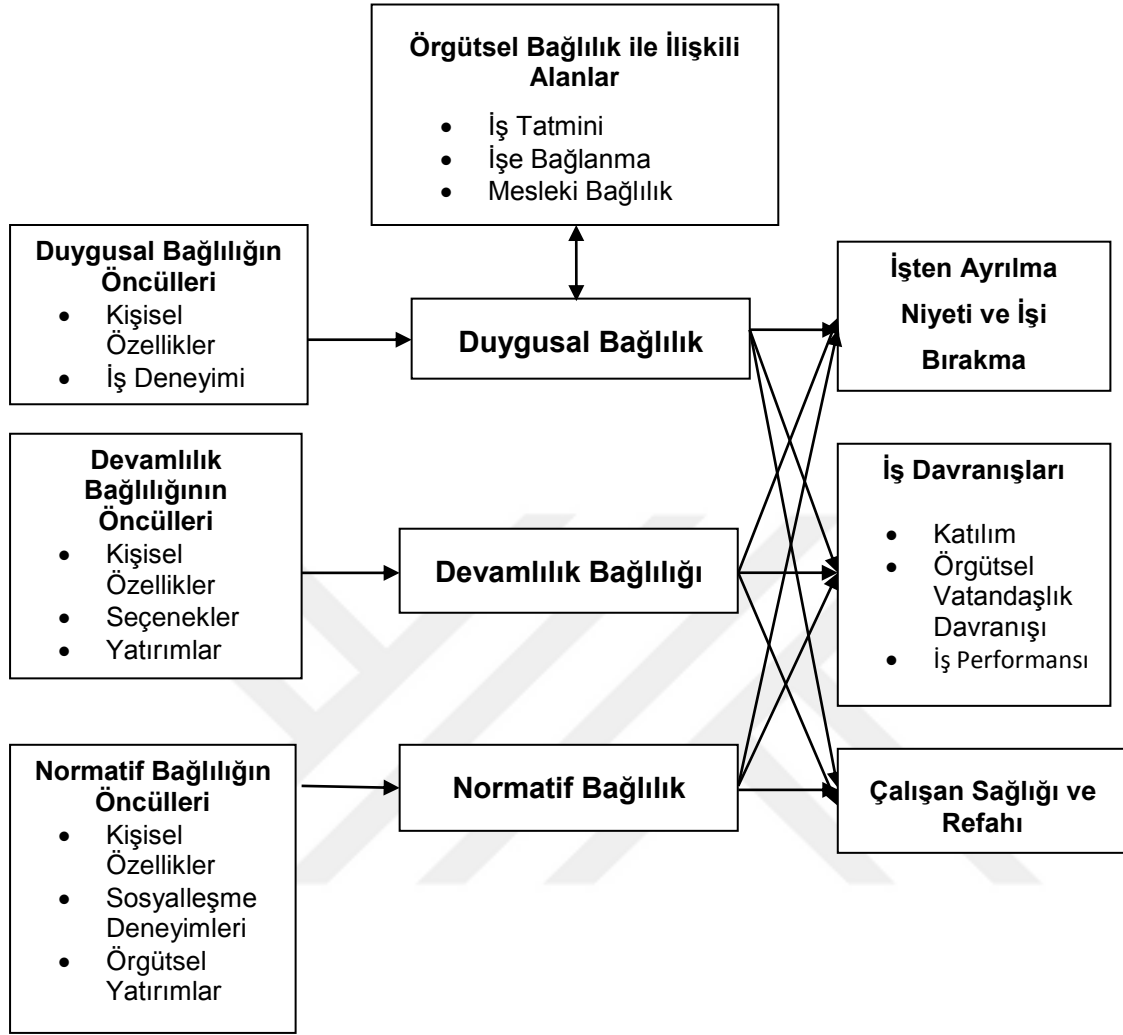 Örgütsel Bağlılık ile İlişkili
Alanlar
• İş Tatmini
• İşe Bağlanma
• Mesleki Bağlılık
Duygusal Bağlılığın
Öncülleri
• Kişisel
Özellikler
• İş Deneyimi
Duygusal Bağlılık
İşten Ayrılma
Niyeti ve İşi
Bırakma
Devamlılık
Bağlılığının
Öncülleri
• Kişisel
Özellikler
• Seçenekler
• Yatırımlar
Devamlılık Bağlılığı
İş Davranışları
• Katılım
• Örgütsel
Vatandaşlık
Davranışı
• İş Performansı
Normatif Bağlılığın
Öncülleri
• Kişisel
Özellikler
• Sosyalleşme
Deneyimleri
• Örgütsel
Yatırımlar
Normatif Bağlılık
Çalışan Sağlığı ve
Refahı